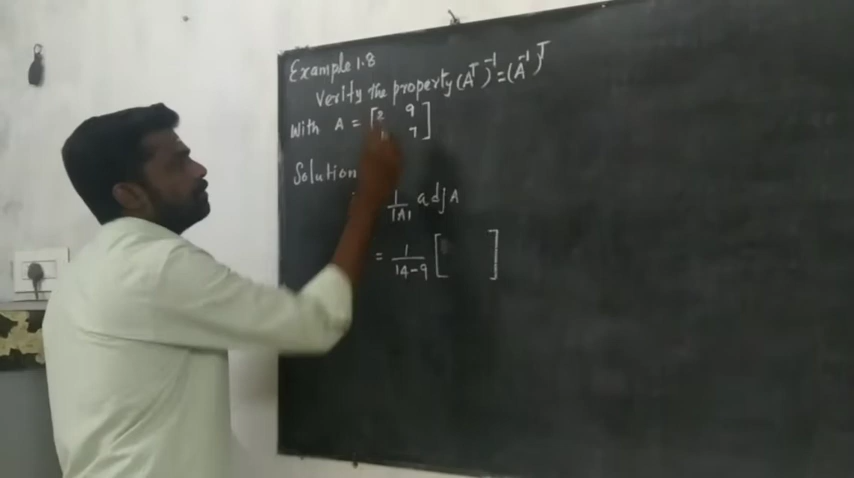 Example 1.8
Verify the property (Aᵀ)⁻¹ = (A⁻¹)ᵀ
With A = [2 9
1 7]
Solution
1/|A| adj A
= 1/14-9 [ ]